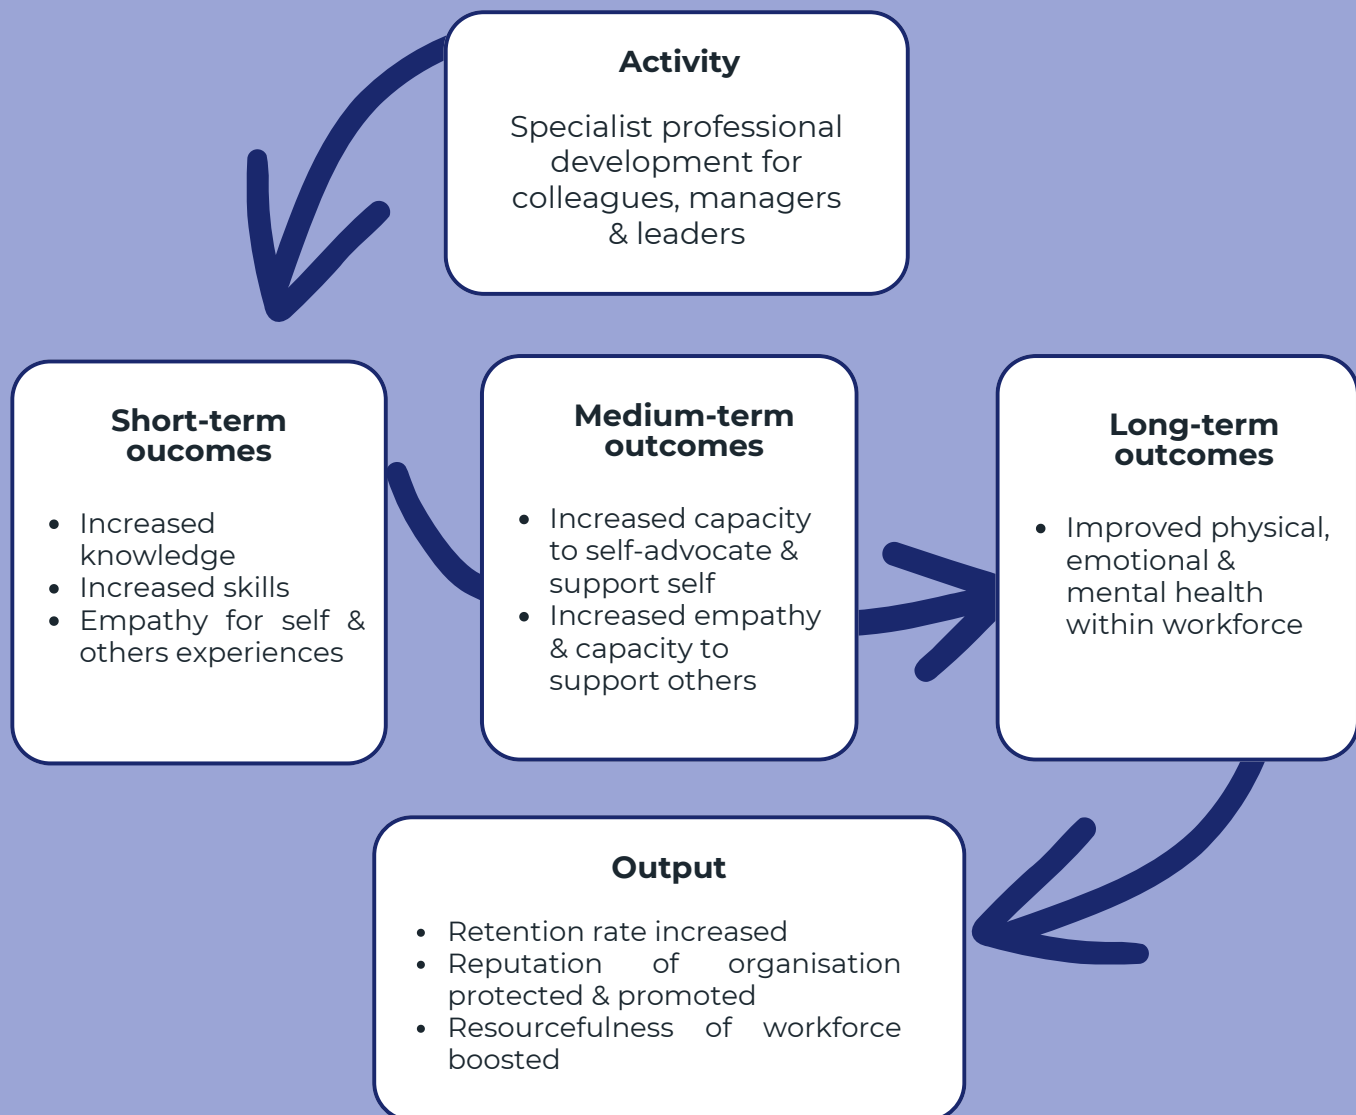 Activity
Specialist professional
development for
colleagues, managers
& leaders
Short-term
oucomes
• Increased
knowledge
• Increased skills
• Empathy for self &
others experiences
Medium-term
outcomes
• Increased capacity
to self-advocate &
support self
• Increased empathy
& capacity to
support others
Long-term
outcomes
• Improved physical,
emotional &
mental health
within workforce
Output
• Retention rate increased
• Reputation of organisation
protected & promoted
• Resourcefulness of workforce
boosted